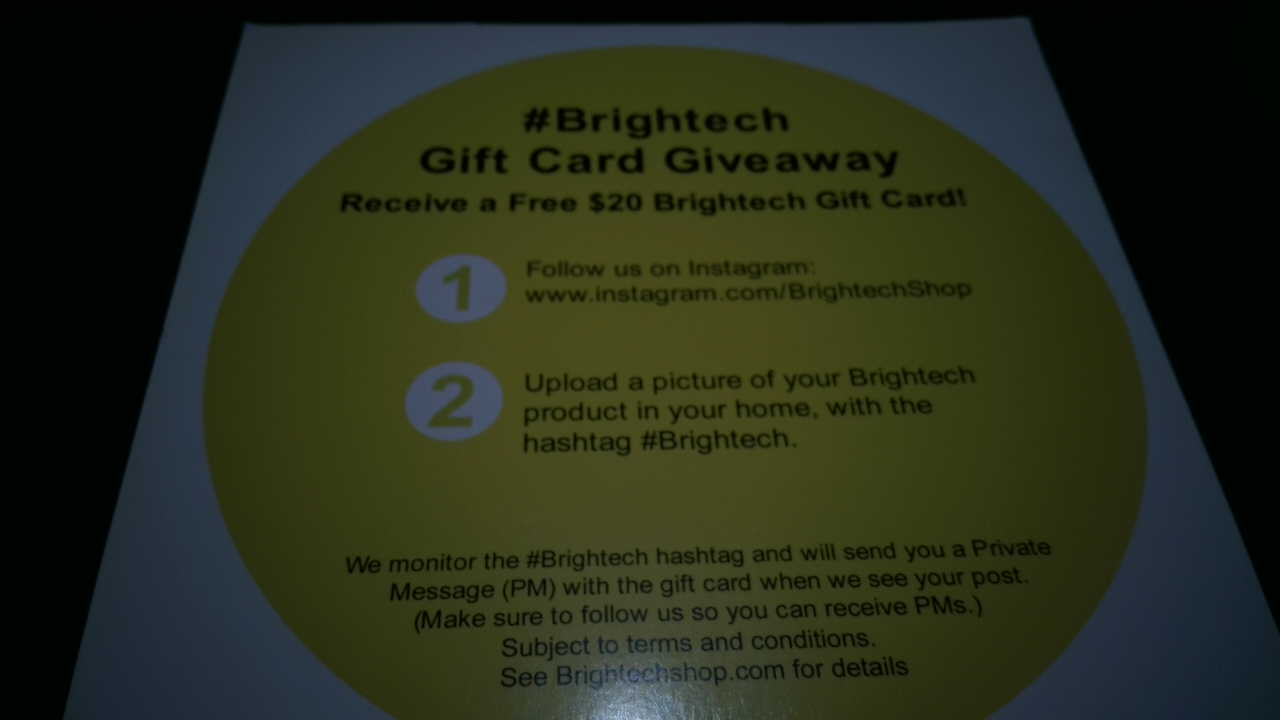 #Brightech
Gift Card Giveaway
Receive a Free $20 Brightech Gift Card!
1
Follow us on Instagram:
www.instagram.com/BrightechShop
2
Upload a picture of your Brightech
product in your home, with the
hashtag #Brightech.
We monitor the #Brightech hashtag and will send you a Private
Message (PM) with the gift card when we see your post.
(Make sure to follow us so you can receive PMs.)
Subject to terms and conditions.
See Brightechshop.com for details